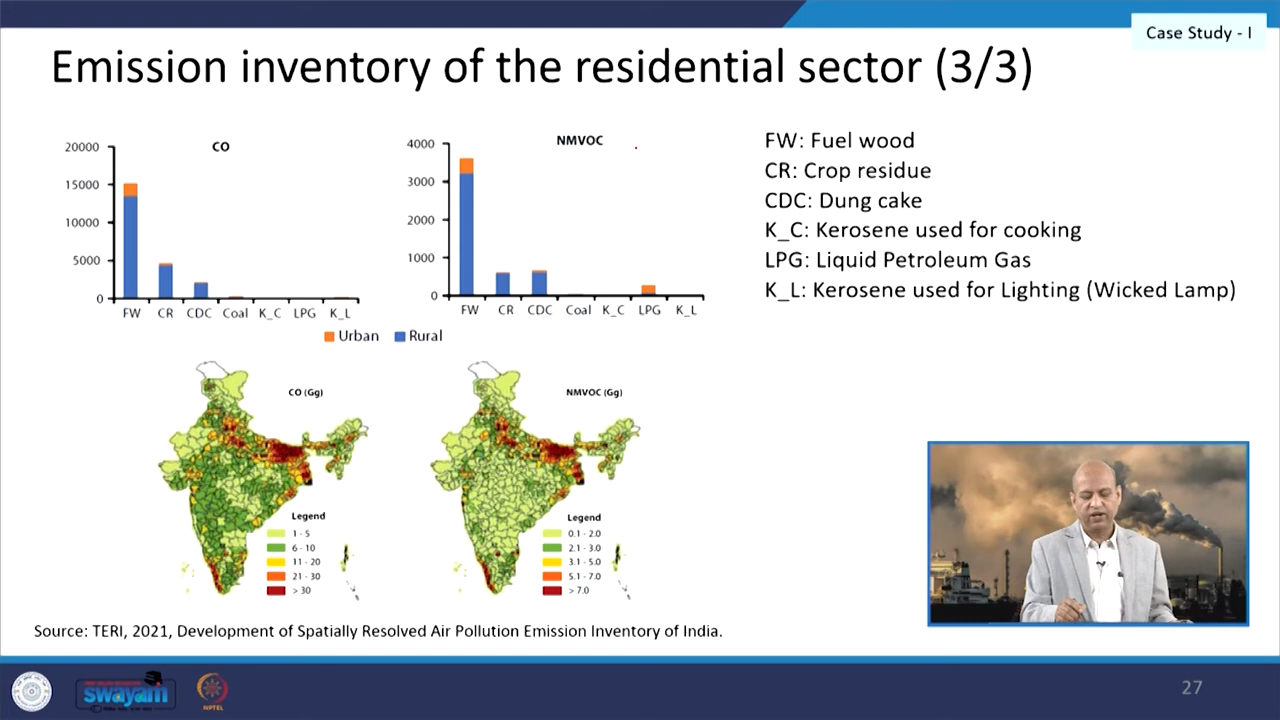 Case Study - I
Emission inventory of the residential sector (3/3)
CO
20000
15000
10000
5000
0
FW CR CDC Coal K_C LPG K_L
NMVOC
4000
3000
2000
1000
0
FW CR CDC Coal K_C LPG K_L
Urban Rural
FW: Fuel wood
CR: Crop residue
CDC: Dung cake
K_C: Kerosene used for cooking
LPG: Liquid Petroleum Gas
K_L: Kerosene used for Lighting (Wicked Lamp)
CO (Gg)
Legend
1 - 5
6 - 10
11 - 20
21 - 30
> 30
NMVOC (Gg)
Legend
0.1 - 2.0
2.1 - 3.0
3.1 - 5.0
5.1 - 7.0
> 7.0
Source: TERI, 2021, Development of Spatially Resolved Air Pollution Emission Inventory of India.
swayam
NPTEL
27